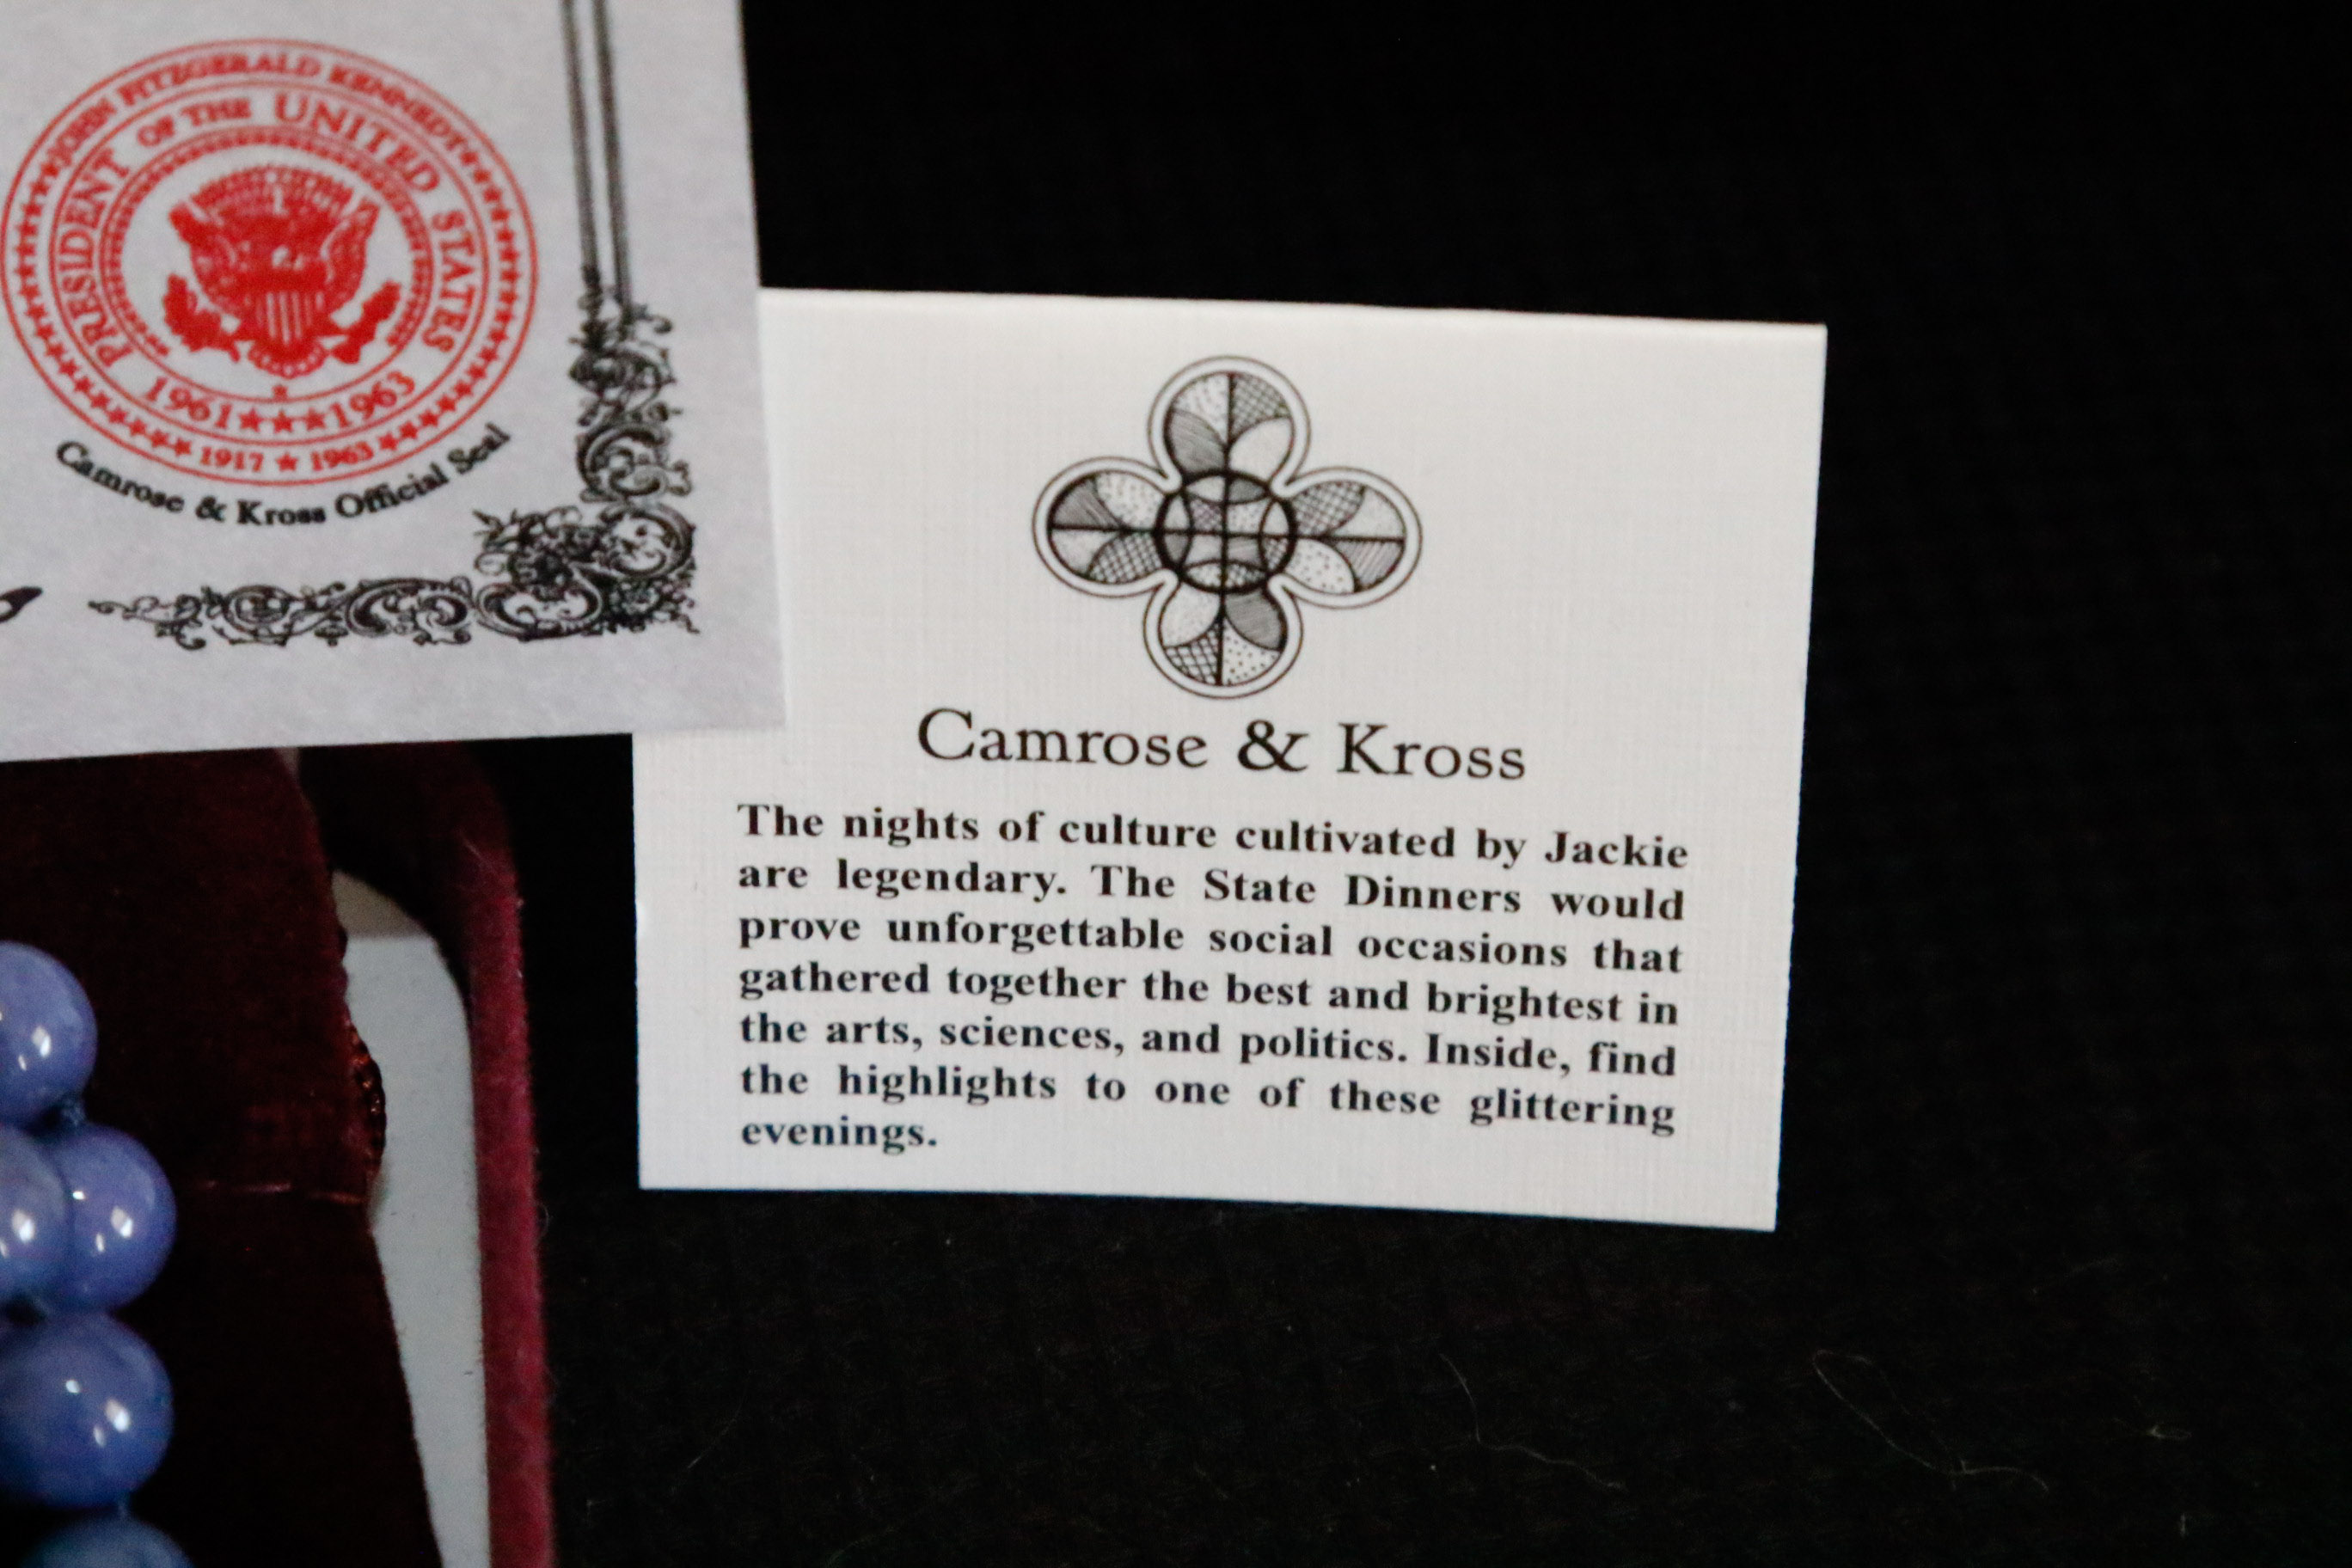 JOHN FITZGERALD KENNEDY
PRESIDENT OF THE UNITED STATES
1961★★★1963
1917 ★ 1963
Camrose & Kross Official Seal
Camrose & Kross
The nights of culture cultivated by Jackie
are legendary. The State Dinners would
prove unforgettable social occasions that
gathered together the best and brightest in
the arts, sciences, and politics. Inside, find
the highlights to one of these glittering
evenings.